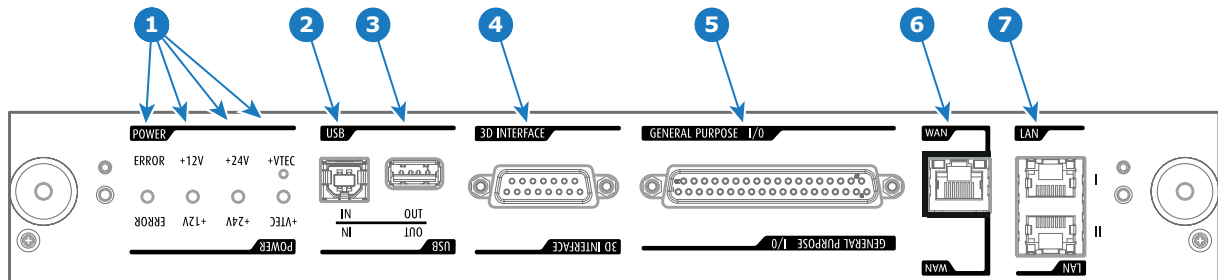 1 2 3 4 5 6 7
POWER USB 3D INTERFACE GENERAL PURPOSE I/O WAN LAN
ERROR +12V +24V +VTEC
I
IN OUT
ERROR +12V +24V +VTEC IN OUT II
POWER USB 3D INTERFACE GENERAL PURPOSE I/O WAN LAN